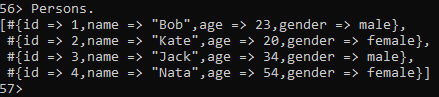 56> Persons.
[#{id => 1,name => "Bob",age => 23,gender => male},
 #{id => 2,name => "Kate",age => 20,gender => female},
 #{id => 3,name => "Jack",age => 34,gender => male},
 #{id => 4,name => "Nata",age => 54,gender => female}]
57>